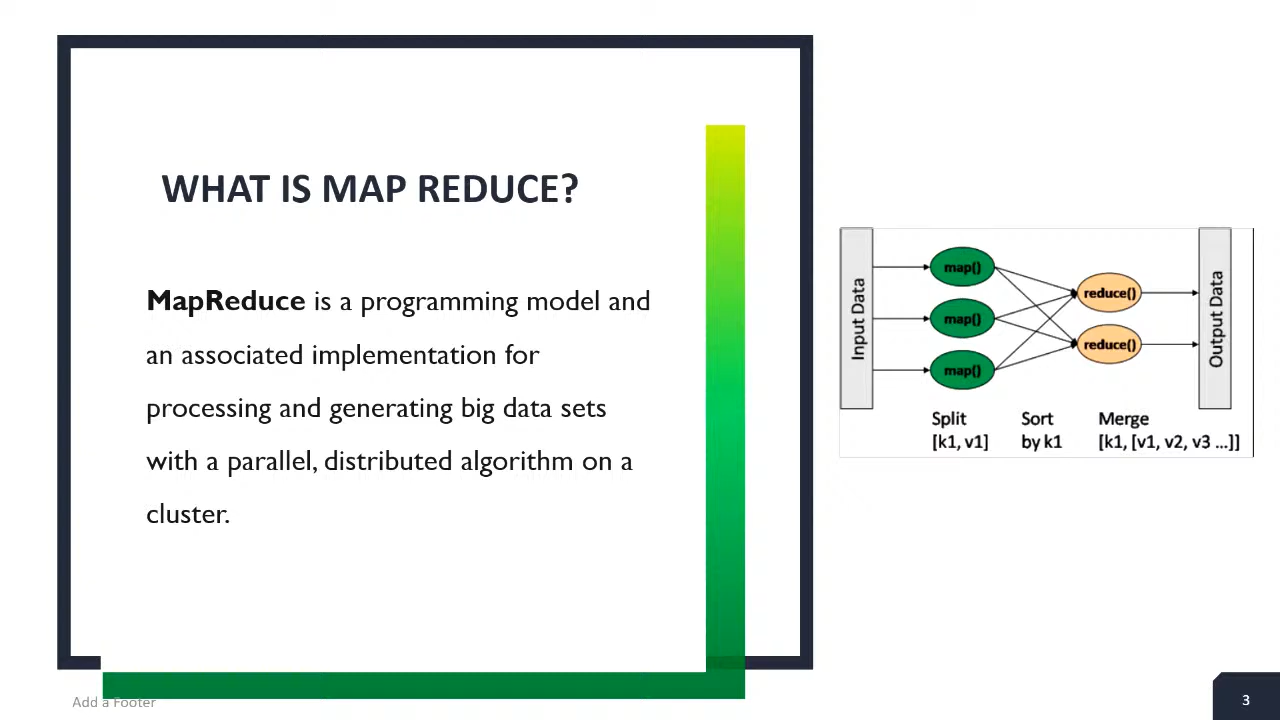 WHAT IS MAP REDUCE?
MapReduce is a programming model and
an associated implementation for
processing and generating big data sets
with a parallel, distributed algorithm on a
cluster.
Input Data
map()
map()
map()
reduce()
reduce()
Output Data
Split
[k1, v1]
Sort
by k1
Merge
[k1, [v1, v2, v3 ...]]
Add a Footer
3